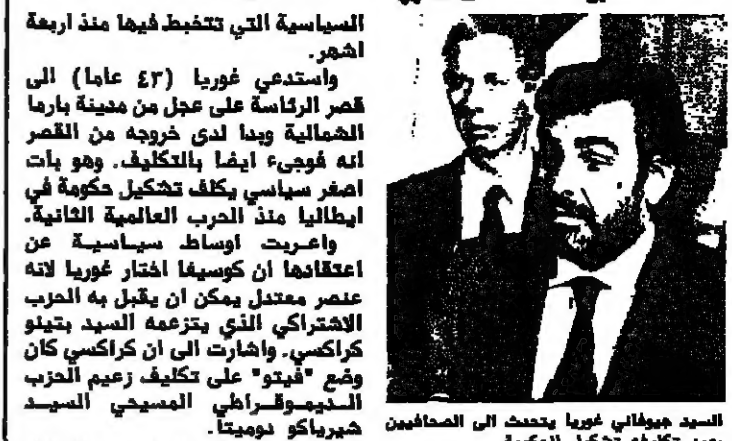 السياسية التي تتخبط فيها منذ اربعة
اشهر.
واستدعي غوريا (٤٣ عاما) الى
قصر الرئاسة على عجل من مدينة بارما
الشمالية وبدا لدى خروجه من القصر
انه فوجىء ايضا بالتكليف. وهو بات
اصغر سياسي يكلف تشكيل حكومة في
ايطاليا منذ الحرب العالمية الثانية.
واعربت اوساط سياسية عن
اعتقادها ان كوسيغا اختار غوريا لانه
عنصر معتدل يمكن ان يقبل به الحزب
الاشتراكي الذي يتزعمه السيد بتينو
كراكسي. واشارت الى ان كراكسي كان
وضع "فيتو" على تكليف زعيم الحزب
الديموقراطي المسيحي السيد
شيرياكو دوميتا.
السيد جيوفاني غوريا يتحدث الى الصحافيين